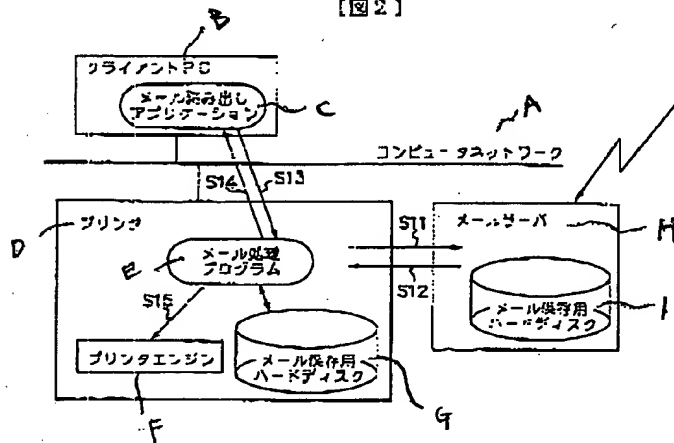 [図2]
B
クライアントPC
メール読み出し
アプリケーション
C
A
コンピュータネットワーク
S14
S13
D
プリンタ
S11
メールサーバ
H
E
メール処理
プログラム
S12
S15
メール保存用
ハードディスク
I
プリンタエンジン
メール保存用
ハードディスク
F
G